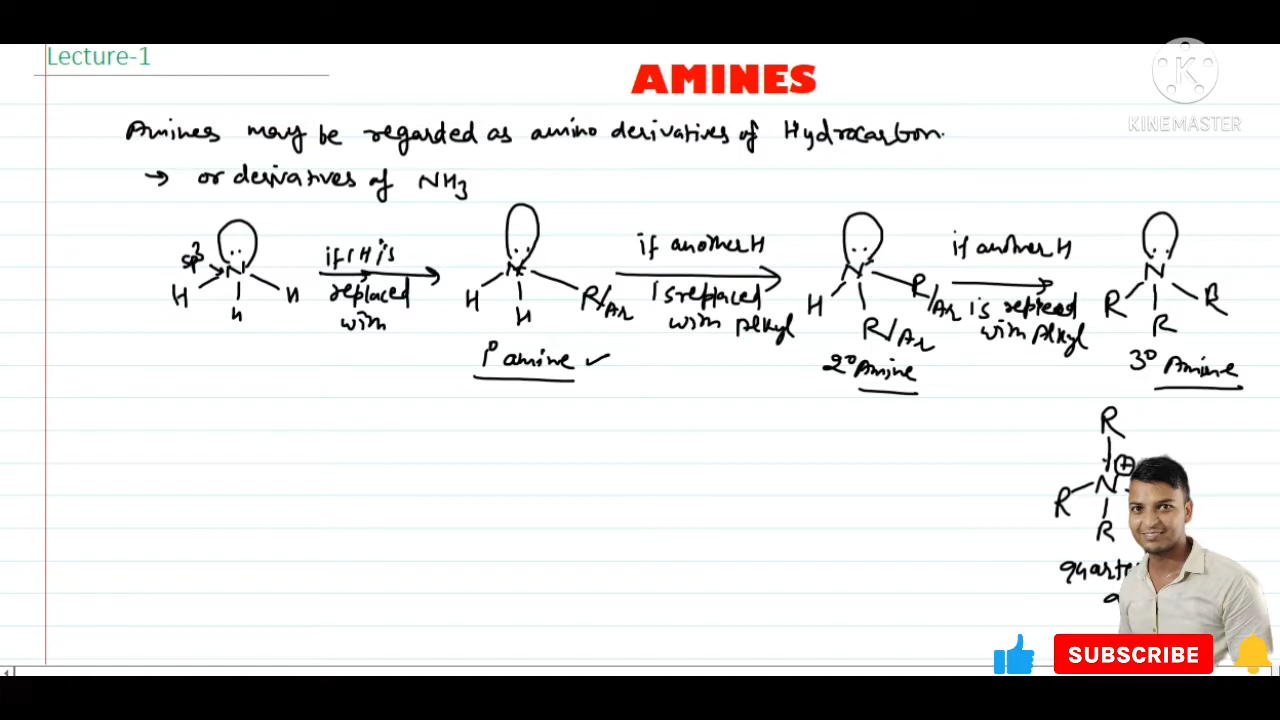 Lecture-1
AMINES
KINEMASTER
Amines may be regarded as amino derivatives of Hydrocarbon.
→ or derivatives of NH3
sp3 N H H H
if 1 H is
replaced
with
N H H R/Ar
1° amine ✓
if another H
is replaced
with Alkyl
N H R/Ar R/Ar
2° Amine
if another H
is replaced
with Alkyl
N R R R
3° Amine
R
R N +
R
quarte
SUBSCRIBE